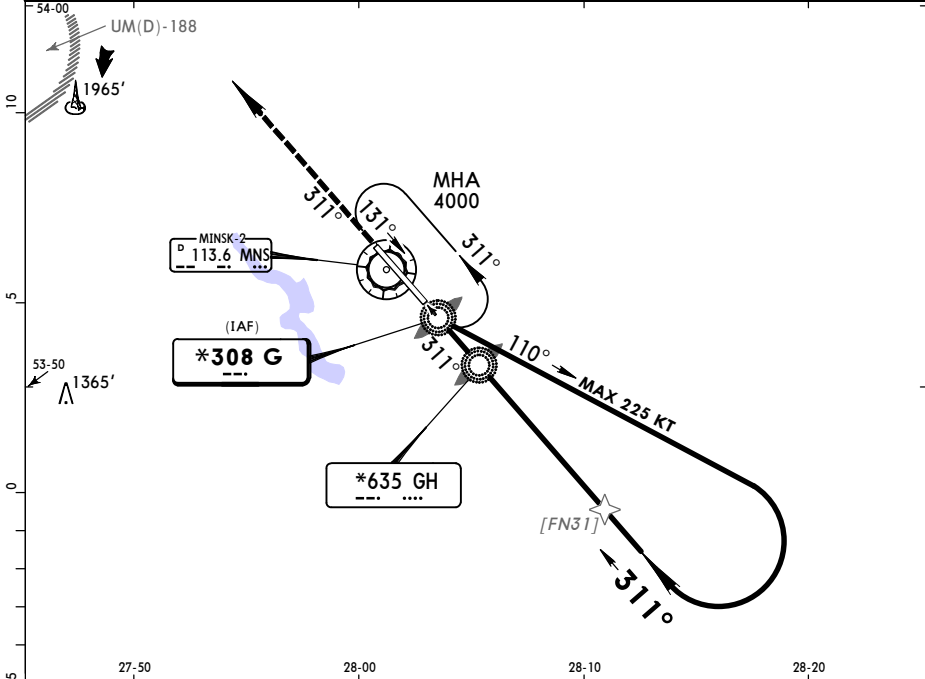 54-00
UM(D)-188
1965'
10
MHA
4000
311°
131°
311°
MINSK-2
D 113.6 MNS
5
(IAF)
*308 G
311°
110°
MAX 225 KT
53-50
1365'
*635 GH
0
[FN31]
311°
5
27-50
28-00
28-10
28-20